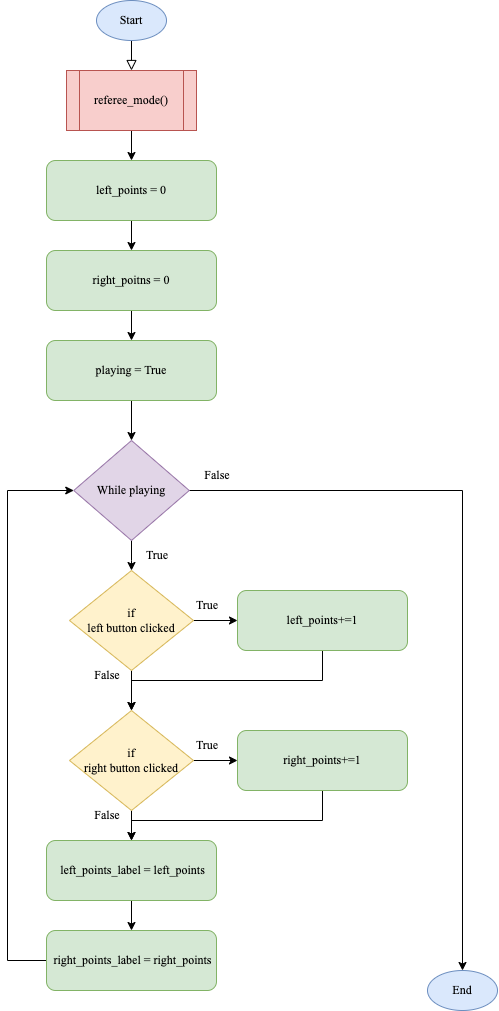 Start
referee_mode()
left_points = 0
right_poitns = 0
playing = True
While playing
False
True
if
left button clicked
True
left_points+=1
False
if
right button clicked
True
right_points+=1
False
left_points_label = left_points
right_points_label = right_points
End